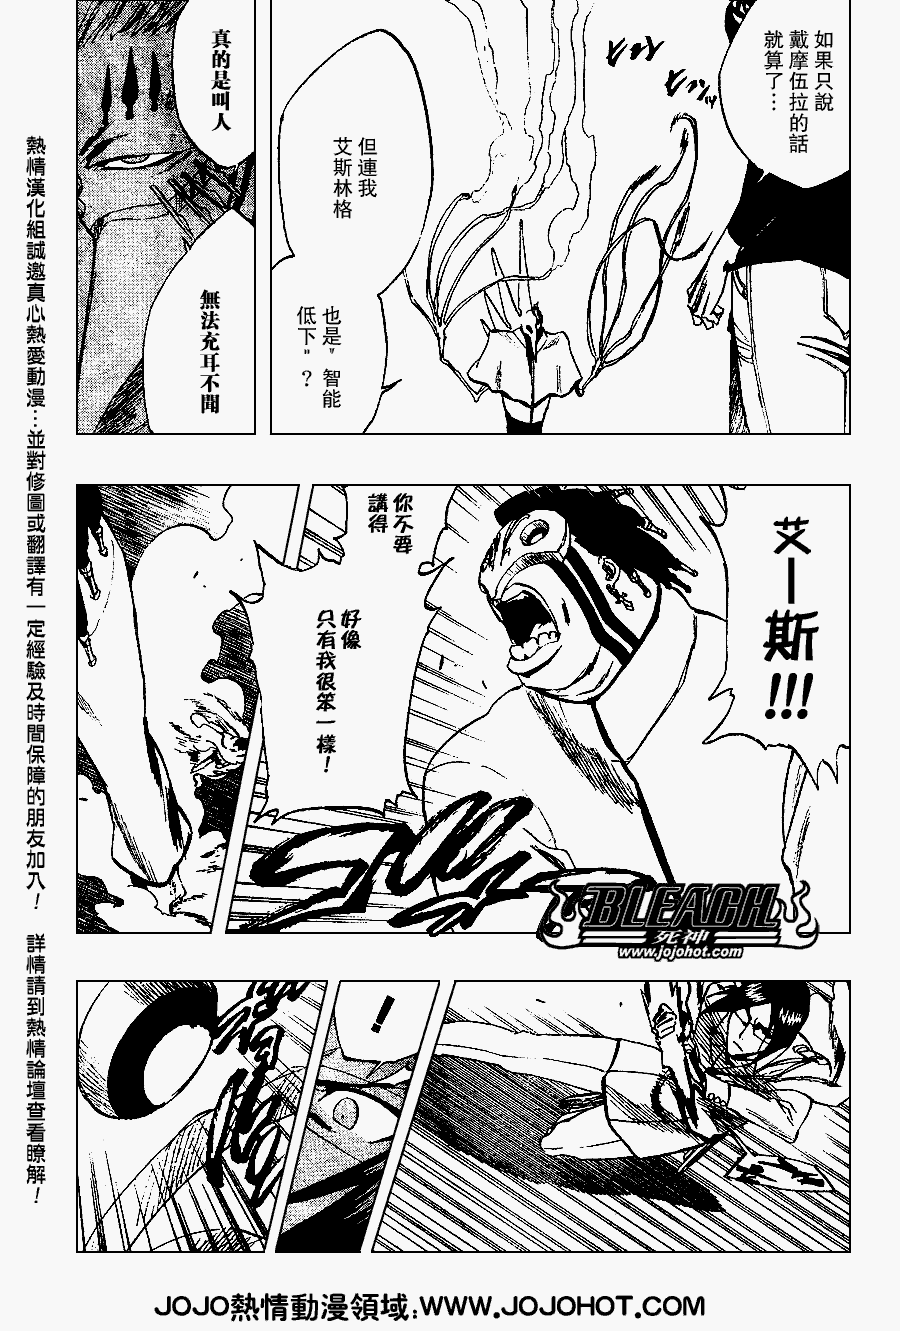 如果只說
戴摩伍拉的話
就算了…
但連我
艾斯林格
也是"智能
低下"？
真的是叫人
無法充耳不聞
艾—斯!!!
你不要
講得
好像
只有我很笨一樣！
!
BLEACH
死神
www.jojohot.com
熱情漢化組誠邀真心熱愛動漫…並對修圖或翻譯有一定經驗及時間保障的朋友加入！ 詳情請到熱情論壇查看瞭解！
JOJO熱情動漫領域:WWW.JOJOHOT.COM